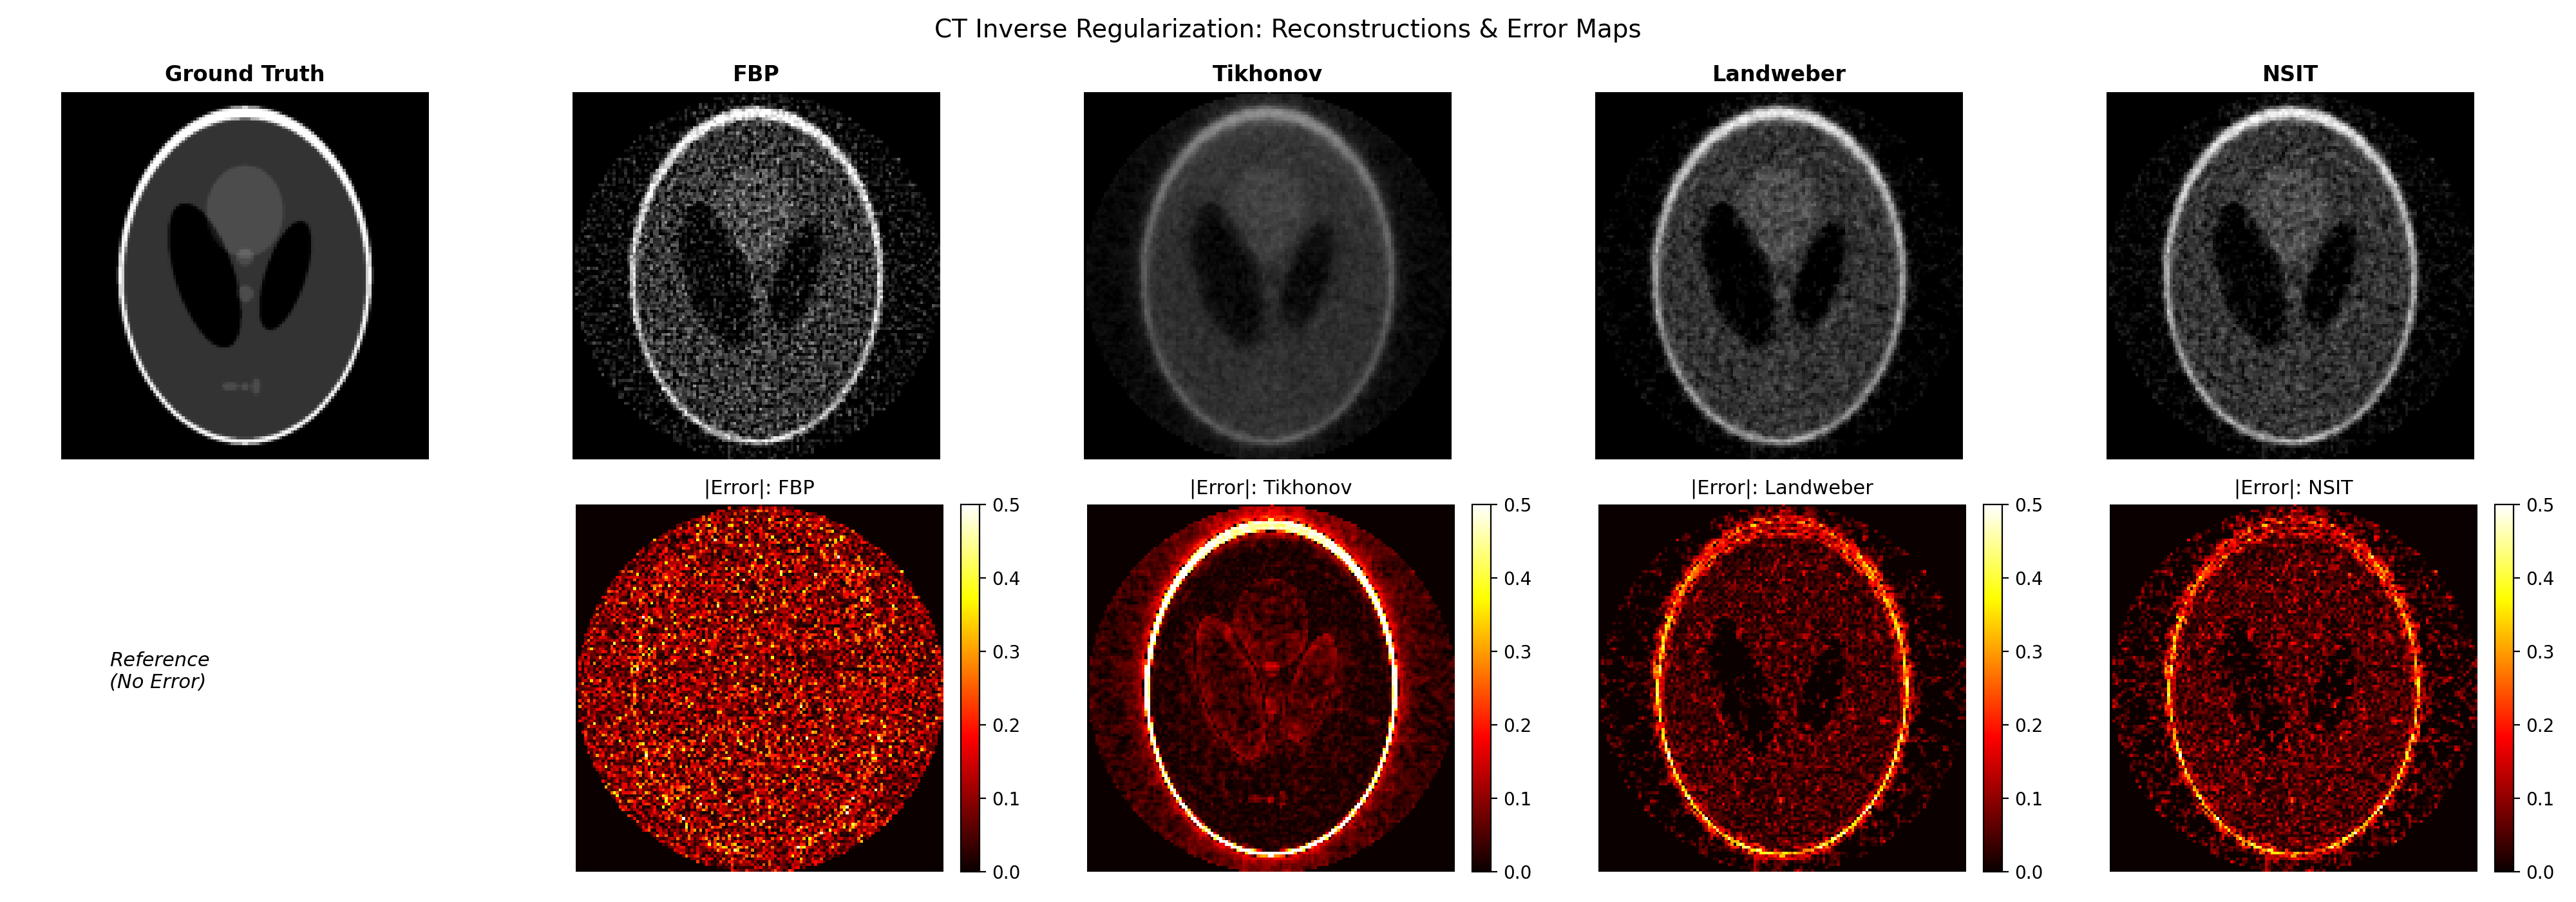 CT Inverse Regularization: Reconstructions & Error Maps
Ground Truth
FBP
Tikhonov
Landweber
NSIT
|Error|: FBP
|Error|: Tikhonov
|Error|: Landweber
|Error|: NSIT
Reference
(No Error)
0.5
0.4
0.3
0.2
0.1
0.0
0.5
0.4
0.3
0.2
0.1
0.0
0.5
0.4
0.3
0.2
0.1
0.0
0.5
0.4
0.3
0.2
0.1
0.0